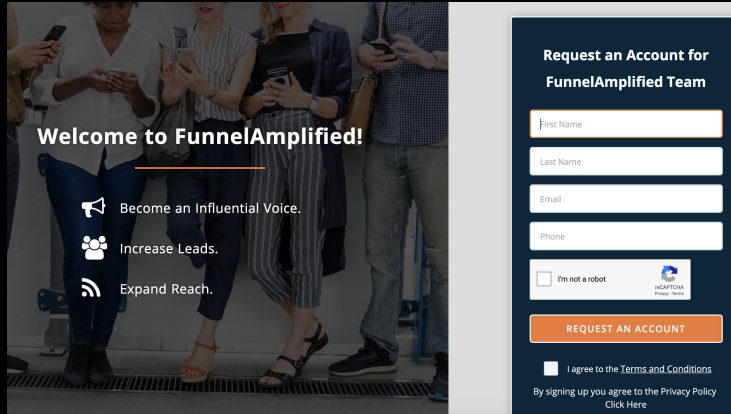 Welcome to FunnelAmplified!
Become an Influential Voice.
Increase Leads.
Expand Reach.
Request an Account for
FunnelAmplified Team
First Name
Last Name
Email
Phone
I'm not a robot
reCAPTCHA
Privacy - Terms
REQUEST AN ACCOUNT
I agree to the Terms and Conditions
By signing up you agree to the Privacy Policy
Click Here